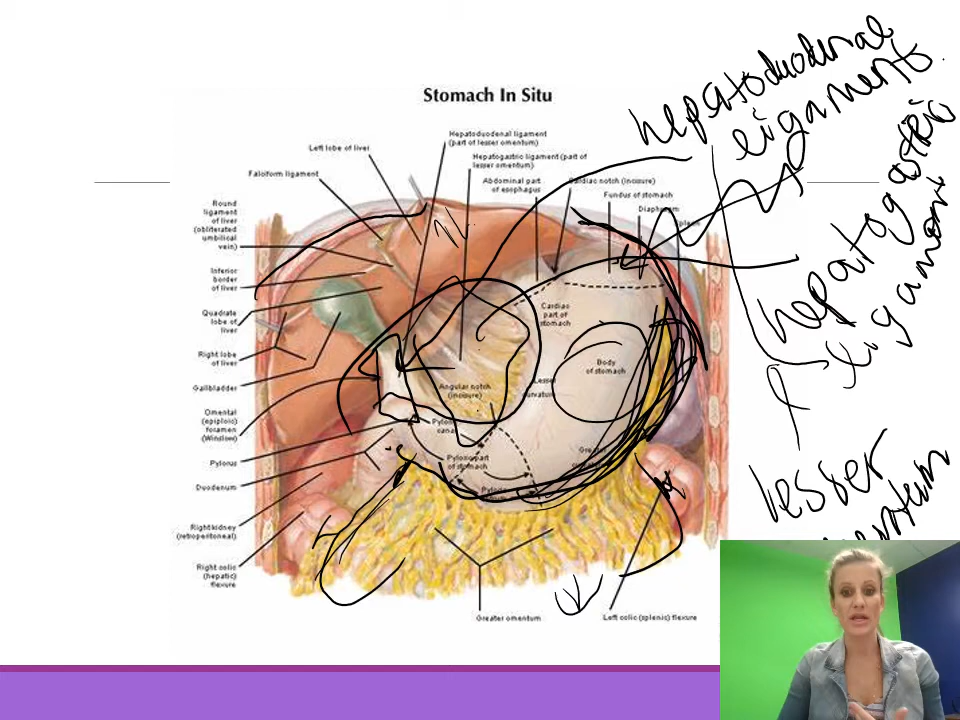 Stomach In Situ
Hepatoduodenal ligament
(part of lesser omentum)
Left lobe of liver
Hepatogastric ligament (part of
lesser omentum)
Falciform ligament
Abdominal part
of esophagus
Cardiac notch (incisure)
Fundus of stomach
Diaphragm
Round
ligament
of liver
(obliterated
umbilical
vein)
Inferior
border
of liver
Quadrate
lobe of
liver
Right lobe
of liver
Gallbladder
Omental
(epiploic)
foramen
(Winslow)
Pylorus
Duodenum
Right kidney
(retroperitoneal)
Right colic
(hepatic)
flexure
Cardiac
part of
stomach
Body
of stomach
Angular notch
(incisure)
Lesser
curvature
Pyloric
canal
Pyloric part
of stomach
Greater
Greater omentum
Left colic (splenic) flexure
hepatoduodenal
ligament
hepatogastric
ligament
lesser